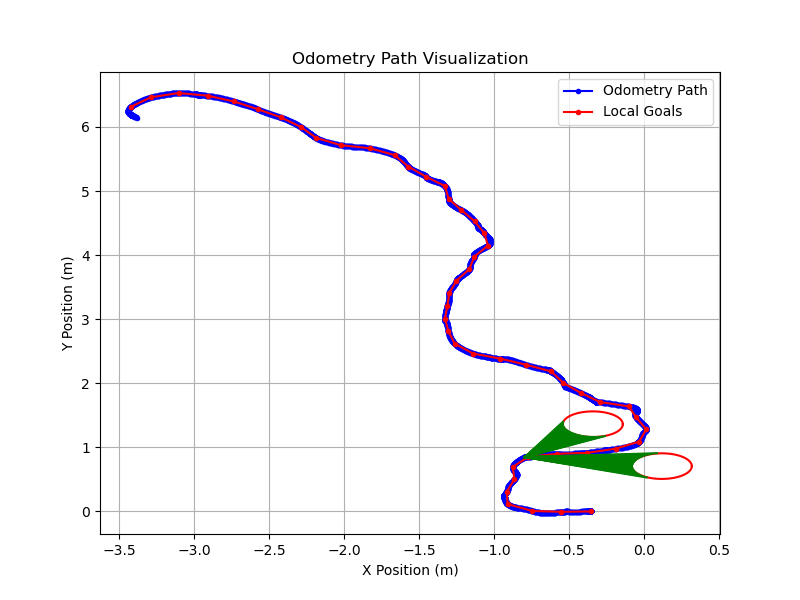 Odometry Path Visualization
Odometry Path
Local Goals
Y Position (m)
6
5
4
3
2
1
0
−3.5 −3.0 −2.5 −2.0 −1.5 −1.0 −0.5 0.0 0.5
X Position (m)